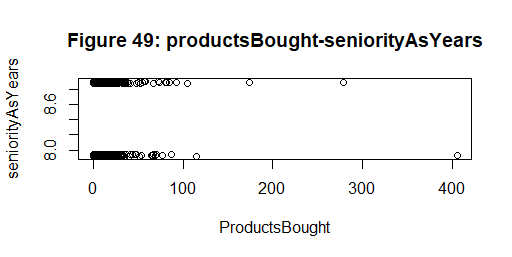 Figure 49: productsBought-seniorityAsYears
seniorityAsYears
8.6
8.0
0 100 200 300 400
ProductsBought